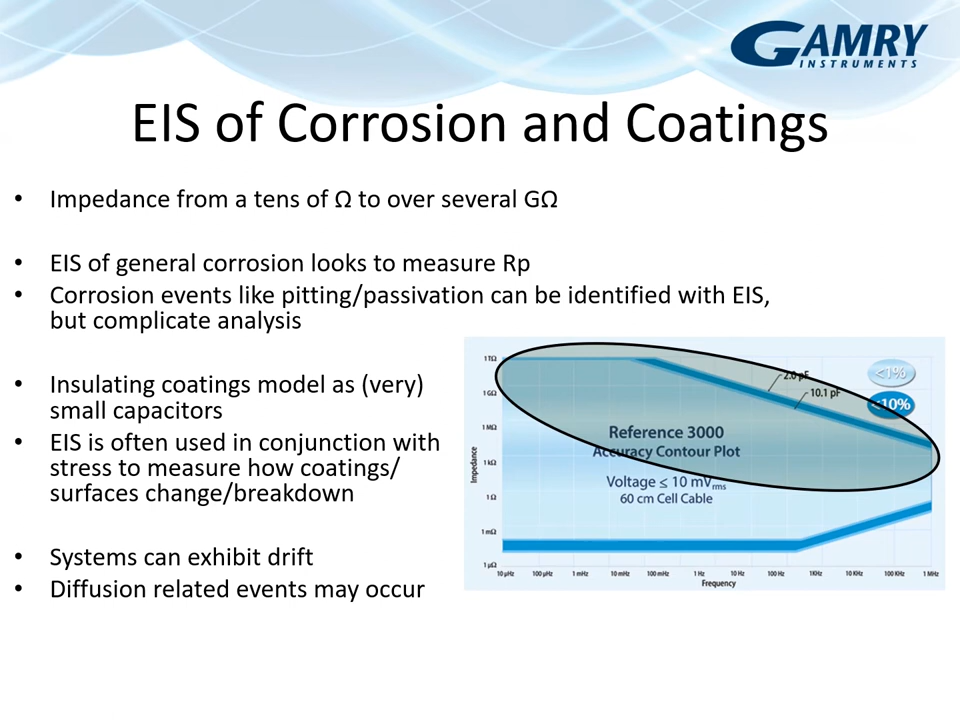 GAMRY
INSTRUMENTS
EIS of Corrosion and Coatings
• Impedance from a tens of Ω to over several GΩ
• EIS of general corrosion looks to measure Rp
• Corrosion events like pitting/passivation can be identified with EIS,
but complicate analysis
• Insulating coatings model as (very)
small capacitors
• EIS is often used in conjunction with
stress to measure how coatings/
surfaces change/breakdown
• Systems can exhibit drift
• Diffusion related events may occur
1 TΩ
1 GΩ
1 MΩ
1 kΩ
1 Ω
1 mΩ
1 µΩ
Impedance
2.0 pF
10.1 pF
<1%
<10%
Reference 3000
Accuracy Contour Plot
Voltage ≤ 10 mVrms
60 cm Cell Cable
10 µHz 100 µHz 1 mHz 10 mHz 100 mHz 1 Hz 10 Hz 100 Hz 1KHz 10 KHz 100 KHz 1 MHz
Frequency